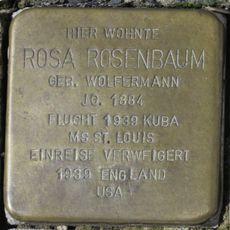 HIER WOHNTE
ROSA ROSENBAUM
GEB. WOLFERMANN
JG. 1884
FLUCHT 1939 KUBA
MS ST. LOUIS
EINREISE VERWEIGERT
1939 ENGLAND
USA